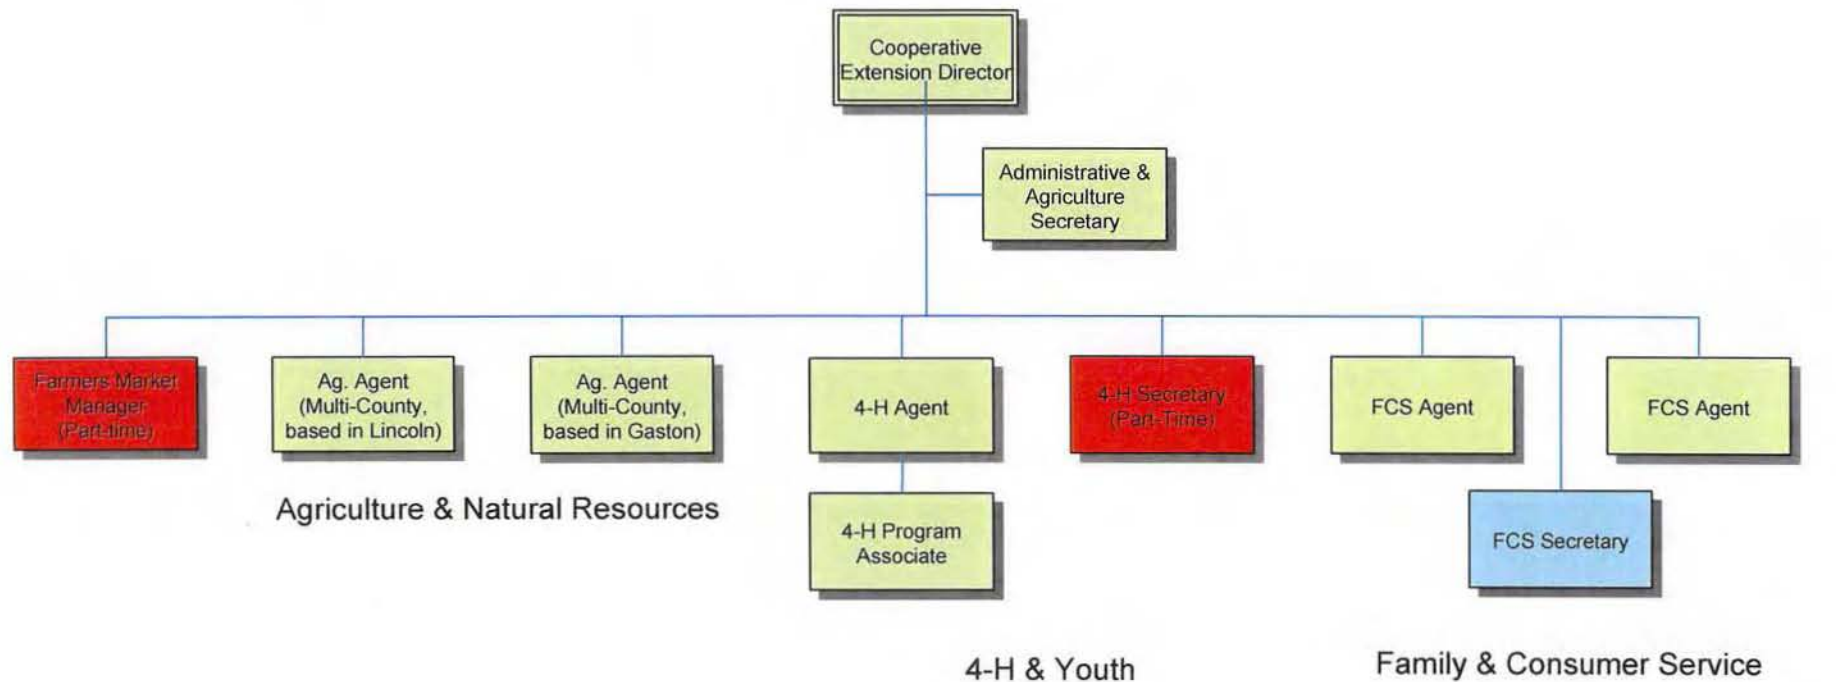 Cooperative
Extension Director
Administrative &
Agriculture
Secretary
Farmers Market
Manager
(Part-time)
Ag. Agent
(Multi-County,
based in Lincoln)
Ag. Agent
(Multi-County,
based in Gaston)
4-H Agent
4-H Secretary
(Part-Time)
FCS Agent
FCS Agent
Agriculture & Natural Resources
4-H Program
Associate
FCS Secretary
4-H & Youth
Family & Consumer Service